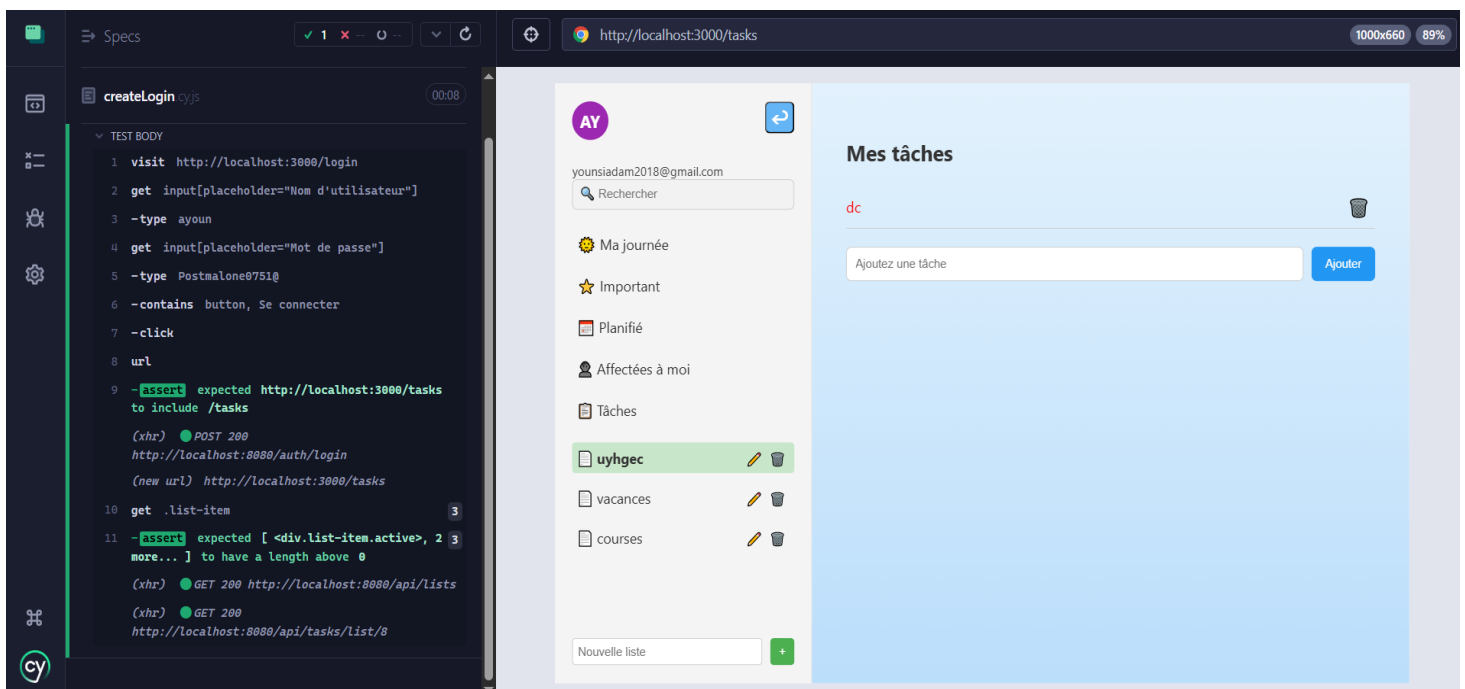 Specs
1
--
--
http://localhost:3000/tasks
1000x660
89%
createLogin.cy.js
00:08
TEST BODY
1 visit http://localhost:3000/login
2 get input[placeholder="Nom d'utilisateur"]
3 -type ayoun
4 get input[placeholder="Mot de passe"]
5 -type Postmalone0751@
6 -contains button, Se connecter
7 -click
8 url
9 -assert expected http://localhost:3000/tasks
to include /tasks
(xhr) POST 200
http://localhost:8080/auth/login
(new url) http://localhost:3000/tasks
10 get .list-item 3
11 -assert expected [ <div.list-item.active>, 2 3
more... ] to have a length above 0
(xhr) GET 200 http://localhost:8080/api/lists
(xhr) GET 200
http://localhost:8080/api/tasks/list/8
cy
AY
younsiadam2018@gmail.com
Rechercher
Ma journée
Important
Planifié
Affectées à moi
Tâches
uyhgec
vacances
courses
Nouvelle liste
+
Mes tâches
dc
Ajoutez une tâche
Ajouter